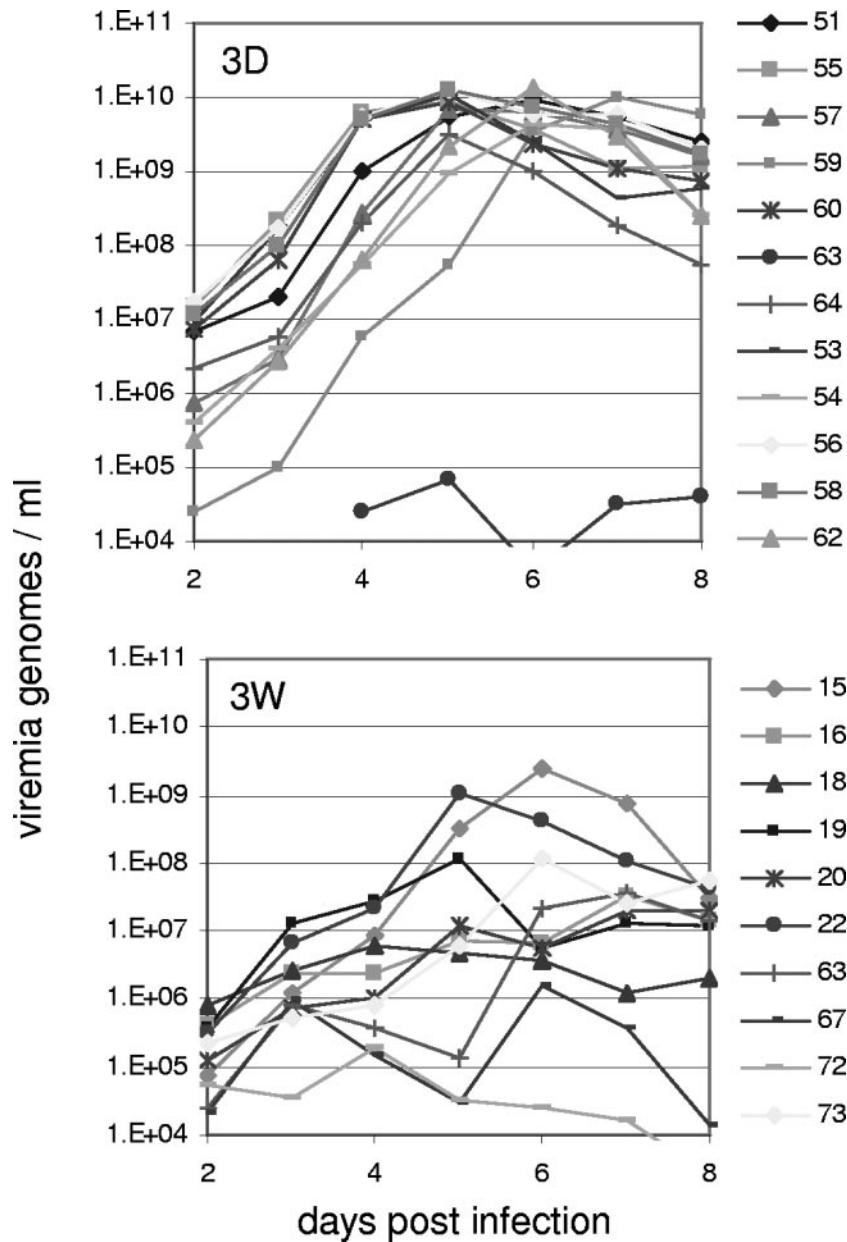 3D
1.E+11
1.E+10
1.E+09
1.E+08
1.E+07
1.E+06
1.E+05
1.E+04
2 4 6 8
51
55
57
59
60
63
64
53
54
56
58
62
viremia genomes / ml
3W
1.E+11
1.E+10
1.E+09
1.E+08
1.E+07
1.E+06
1.E+05
1.E+04
2 4 6 8
15
16
18
19
20
22
63
67
72
73
days post infection